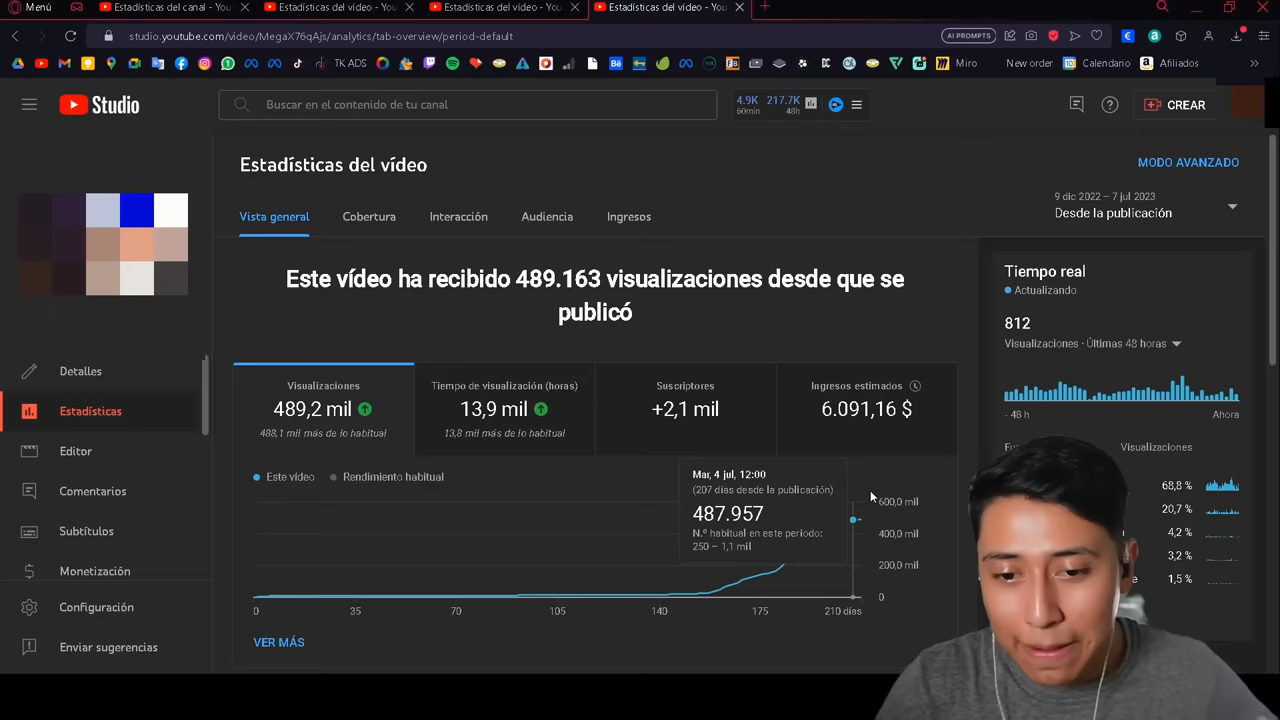 Menú
Estadísticas del canal - You
Estadísticas del vídeo - You
Estadísticas del vídeo - You
Estadísticas del vídeo - You
studio.youtube.com/video/MegaX76qAjs/analytics/tab-overview/period-default
AI PROMPTS
TK ADS
Miro
New order
Calendario
Afiliados
Studio
Buscar en el contenido de tu canal
4.9K 217.7K
60min 48h
CREAR
Estadísticas del vídeo
MODO AVANZADO
9 dic 2022 – 7 jul 2023
Desde la publicación
Vista general
Cobertura
Interacción
Audiencia
Ingresos
Este vídeo ha recibido 489.163 visualizaciones desde que se
publicó
Tiempo real
Actualizando
812
Visualizaciones · Últimas 48 horas
- 48 h
Ahora
Visualizaciones
68,8 %
20,7 %
4,2 %
3,2 %
1,5 %
Detalles
Estadísticas
Editor
Comentarios
Subtítulos
Monetización
Configuración
Enviar sugerencias
Visualizaciones
489,2 mil
488,1 mil más de lo habitual
Tiempo de visualización (horas)
13,9 mil
13,8 mil más de lo habitual
Suscriptores
+2,1 mil
Ingresos estimados
6.091,16 $
Este vídeo
Rendimiento habitual
Mar, 4 jul, 12:00
(207 días desde la publicación)
487.957
N.º habitual en este periodo:
250 – 1,1 mil
600,0 mil
400,0 mil
200,0 mil
0
0 35 70 105 140 175 210 días
VER MÁS